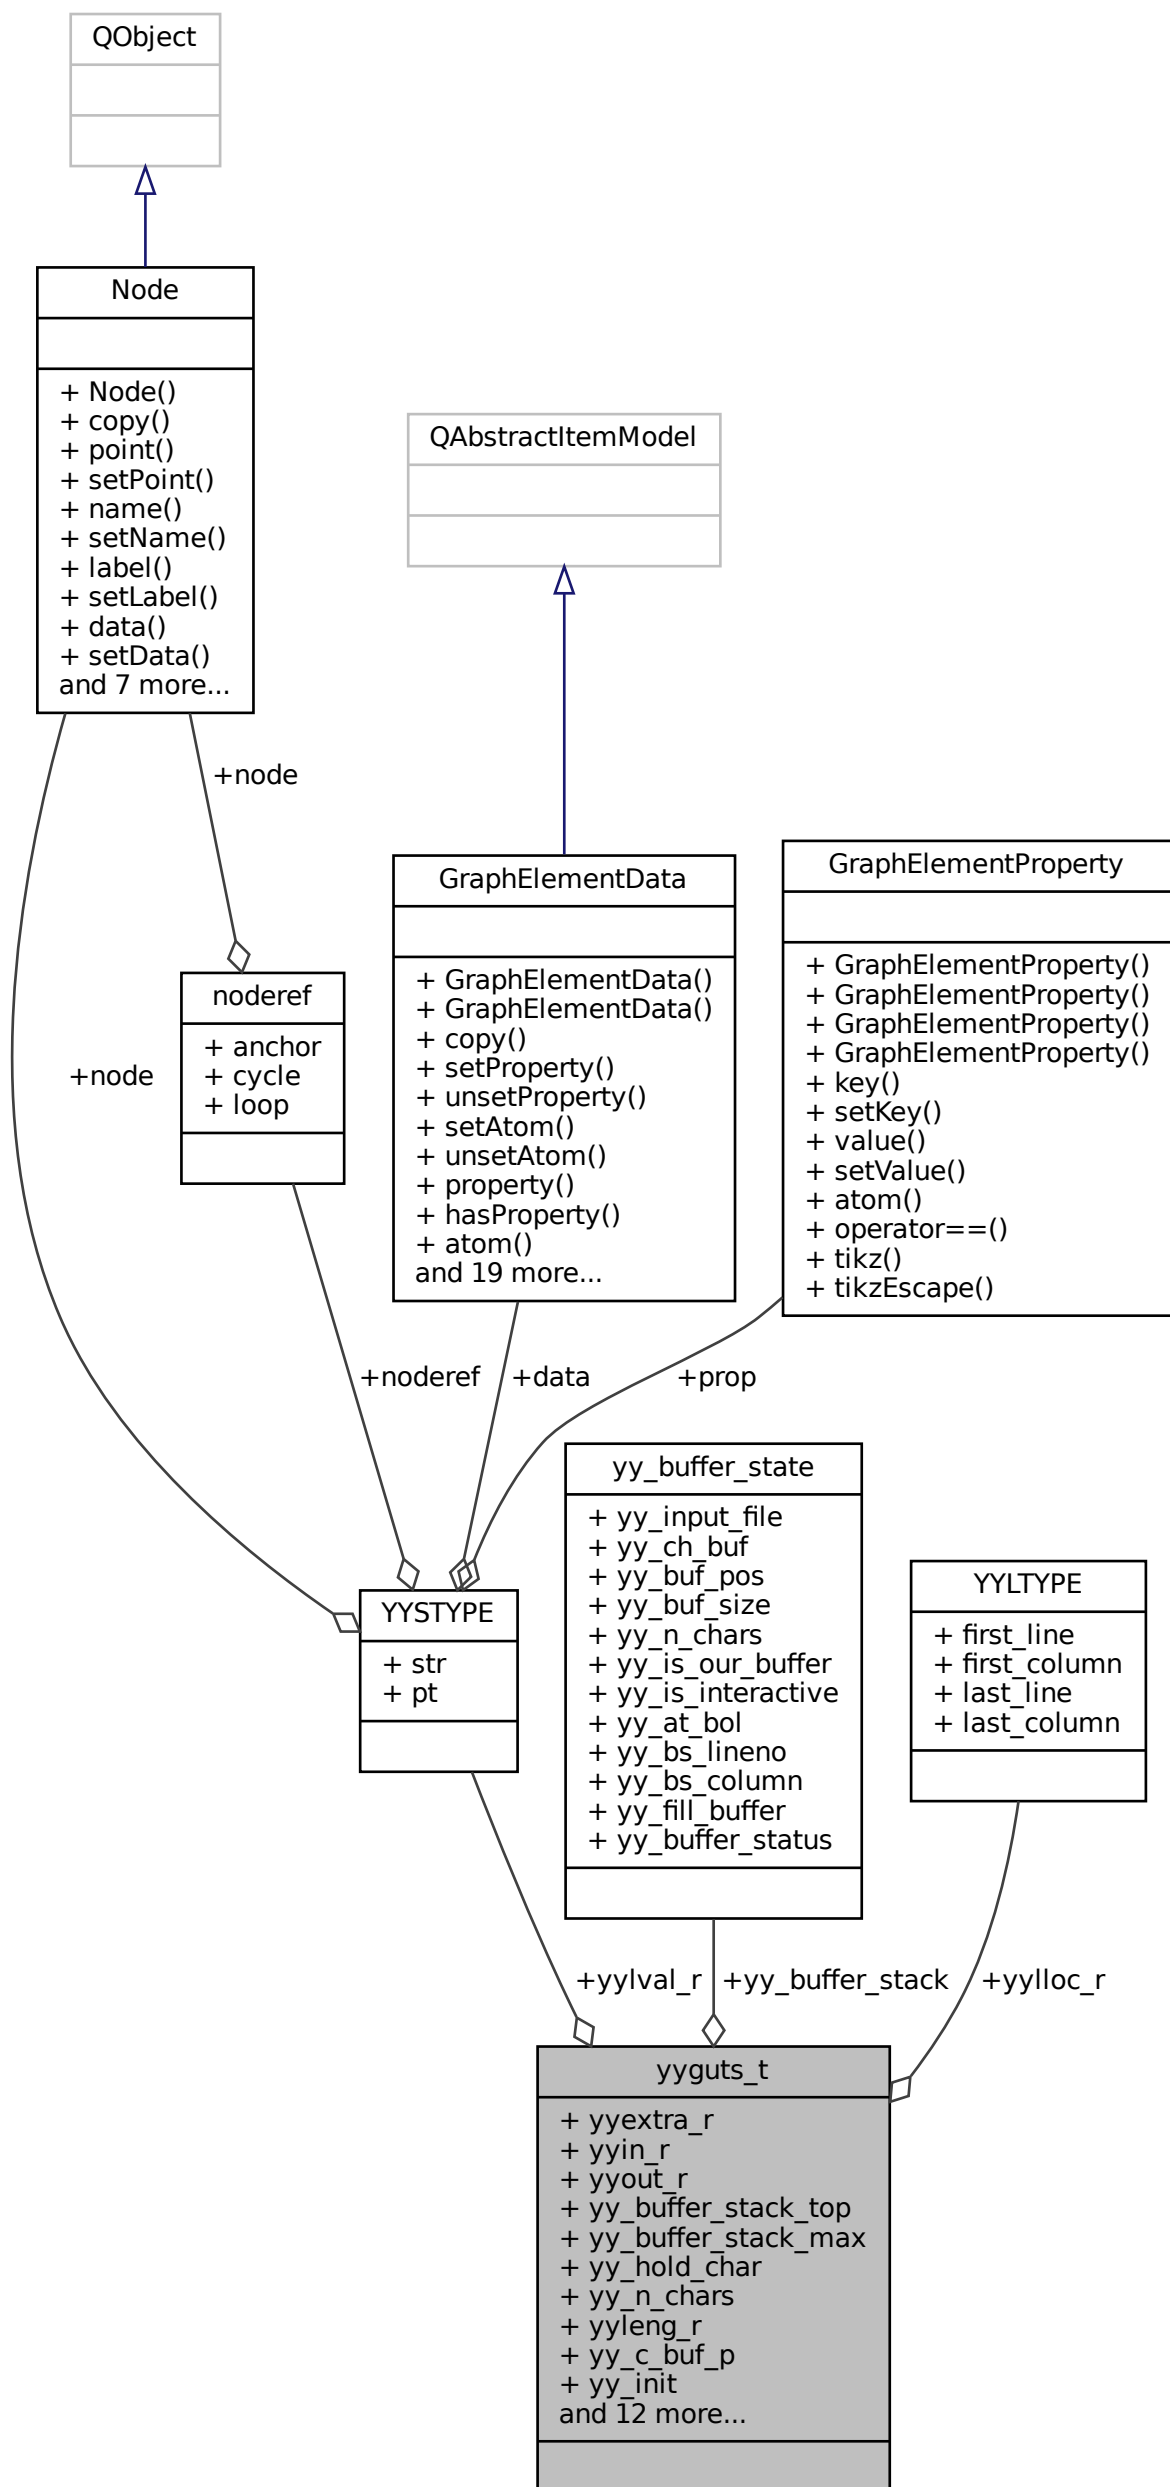 QObject
Node
+ Node()
+ copy()
+ point()
+ setPoint()
+ name()
+ setName()
+ label()
+ setLabel()
+ data()
+ setData()
and 7 more...
QAbstractItemModel
+node
GraphElementData
+ GraphElementData()
+ GraphElementData()
+ copy()
+ setProperty()
+ unsetProperty()
+ setAtom()
+ unsetAtom()
+ property()
+ hasProperty()
+ atom()
and 19 more...
GraphElementProperty
+ GraphElementProperty()
+ GraphElementProperty()
+ GraphElementProperty()
+ GraphElementProperty()
+ key()
+ setKey()
+ value()
+ setValue()
+ atom()
+ operator==()
+ tikz()
+ tikzEscape()
noderef
+ anchor
+ cycle
+ loop
+node
+noderef
+data
+prop
YYSTYPE
+ str
+ pt
yy_buffer_state
+ yy_input_file
+ yy_ch_buf
+ yy_buf_pos
+ yy_buf_size
+ yy_n_chars
+ yy_is_our_buffer
+ yy_is_interactive
+ yy_at_bol
+ yy_bs_lineno
+ yy_bs_column
+ yy_fill_buffer
+ yy_buffer_status
YYLTYPE
+ first_line
+ first_column
+ last_line
+ last_column
+yylval_r
+yy_buffer_stack
+yylloc_r
yyguts_t
+ yyextra_r
+ yyin_r
+ yyout_r
+ yy_buffer_stack_top
+ yy_buffer_stack_max
+ yy_hold_char
+ yy_n_chars
+ yyleng_r
+ yy_c_buf_p
+ yy_init
and 12 more...